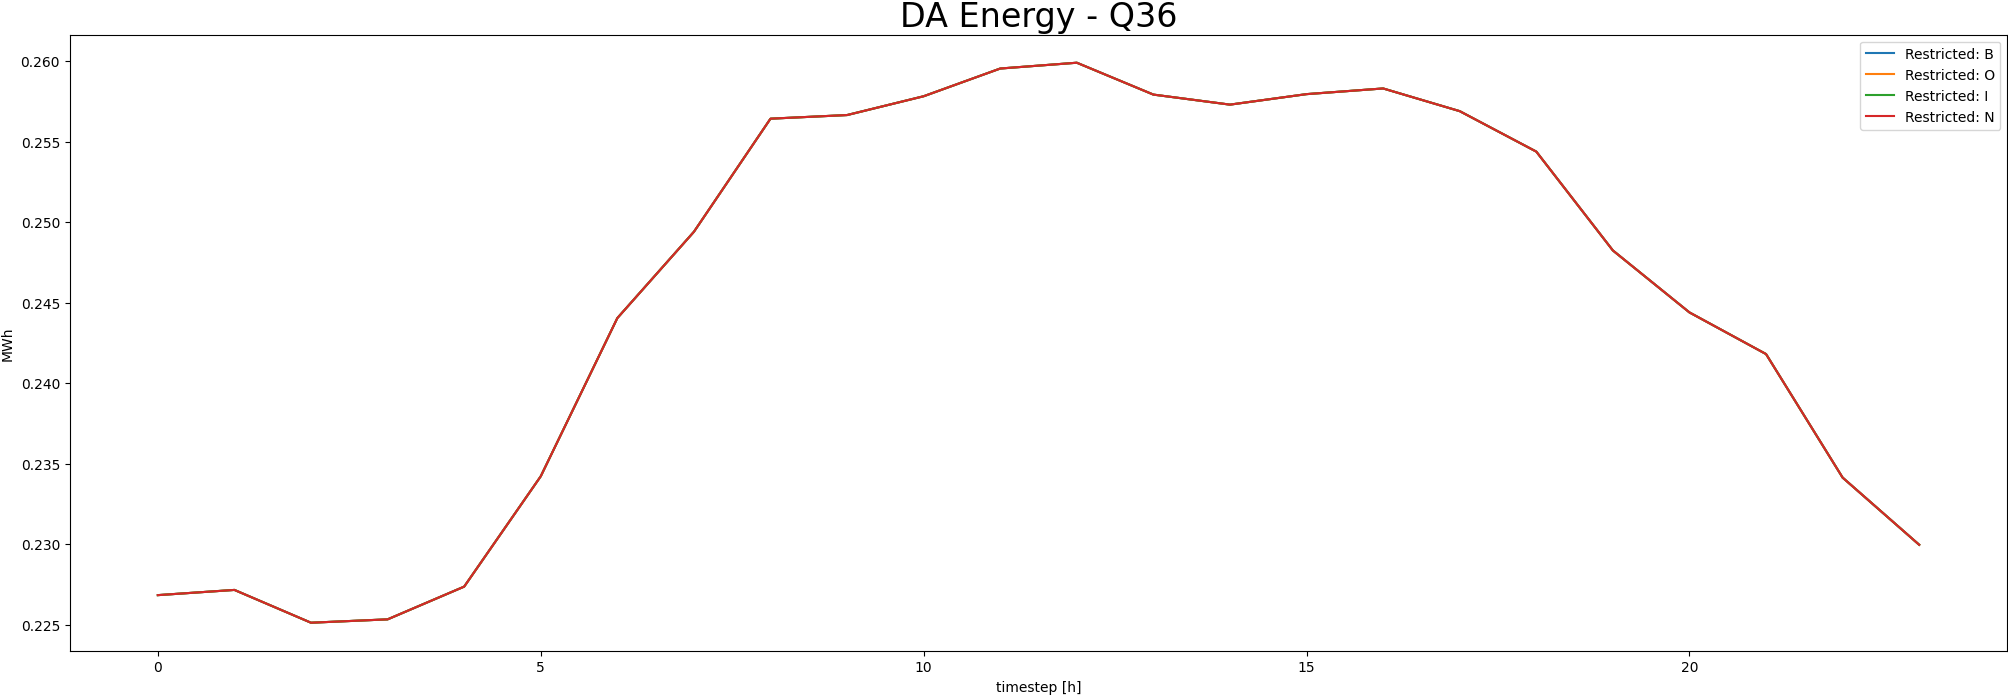 DA Energy - Q36
Restricted: B
Restricted: O
Restricted: I
Restricted: N
0.260
0.255
0.250
0.245
0.240
0.235
0.230
0.225
MWh
0 5 10 15 20
timestep [h]